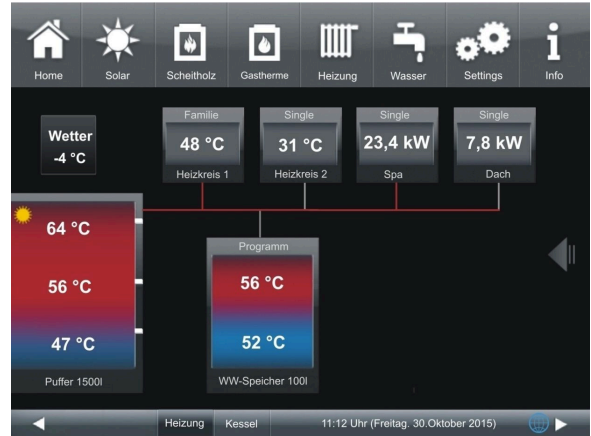 Home Solar Scheitholz Gastherme Heizung Wasser Settings Info
Wetter
-4 °C
Familie
48 °C
Heizkreis 1
Single
31 °C
Heizkreis 2
Single
23,4 kW
Spa
Single
7,8 kW
Dach
64 °C
56 °C
47 °C
Puffer 1500l
Programm
56 °C
52 °C
WW-Speicher 100l
Heizung Kessel 11:12 Uhr (Freitag. 30.Oktober 2015)